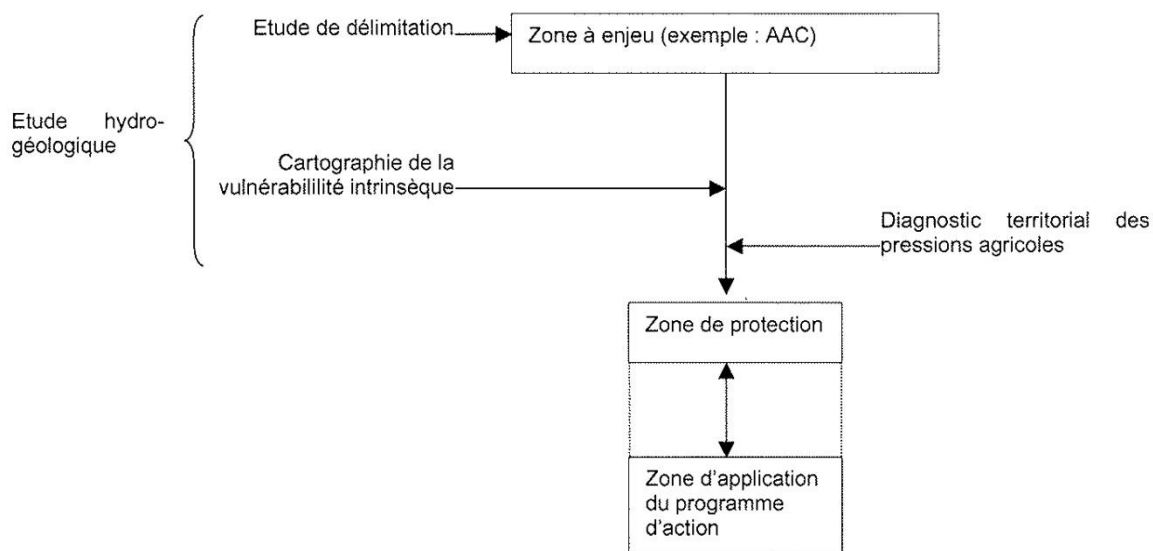 Etude de délimitation
Zone à enjeu (exemple : AAC)
Etude hydro-
géologique
Cartographie de la
vulnérabililité intrinsèque
Diagnostic territorial des
pressions agricoles
Zone de protection
Zone d'application
du programme
d'action